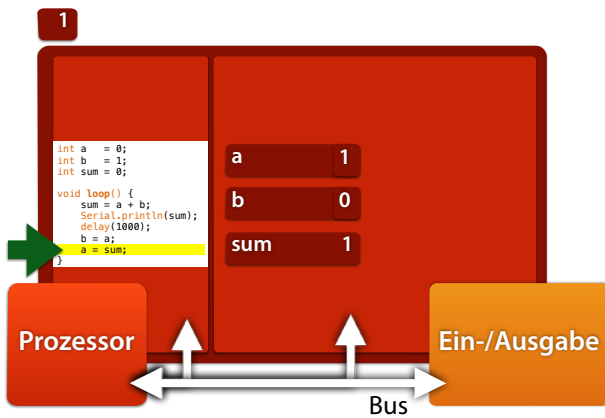 1
int a   = 0;
int b   = 1;
int sum = 0;
void loop() {
    sum = a + b;
    Serial.println(sum);
    delay(1000);
    b = a;
    a = sum;
}
a 1
b 0
sum 1
Prozessor
Ein-/Ausgabe
Bus